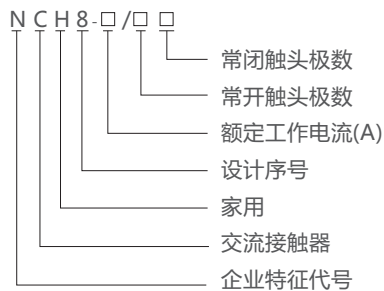 NCH8-□/□ □
常闭触头极数
常开触头极数
额定工作电流(A)
设计序号
家用
交流接触器
企业特征代号